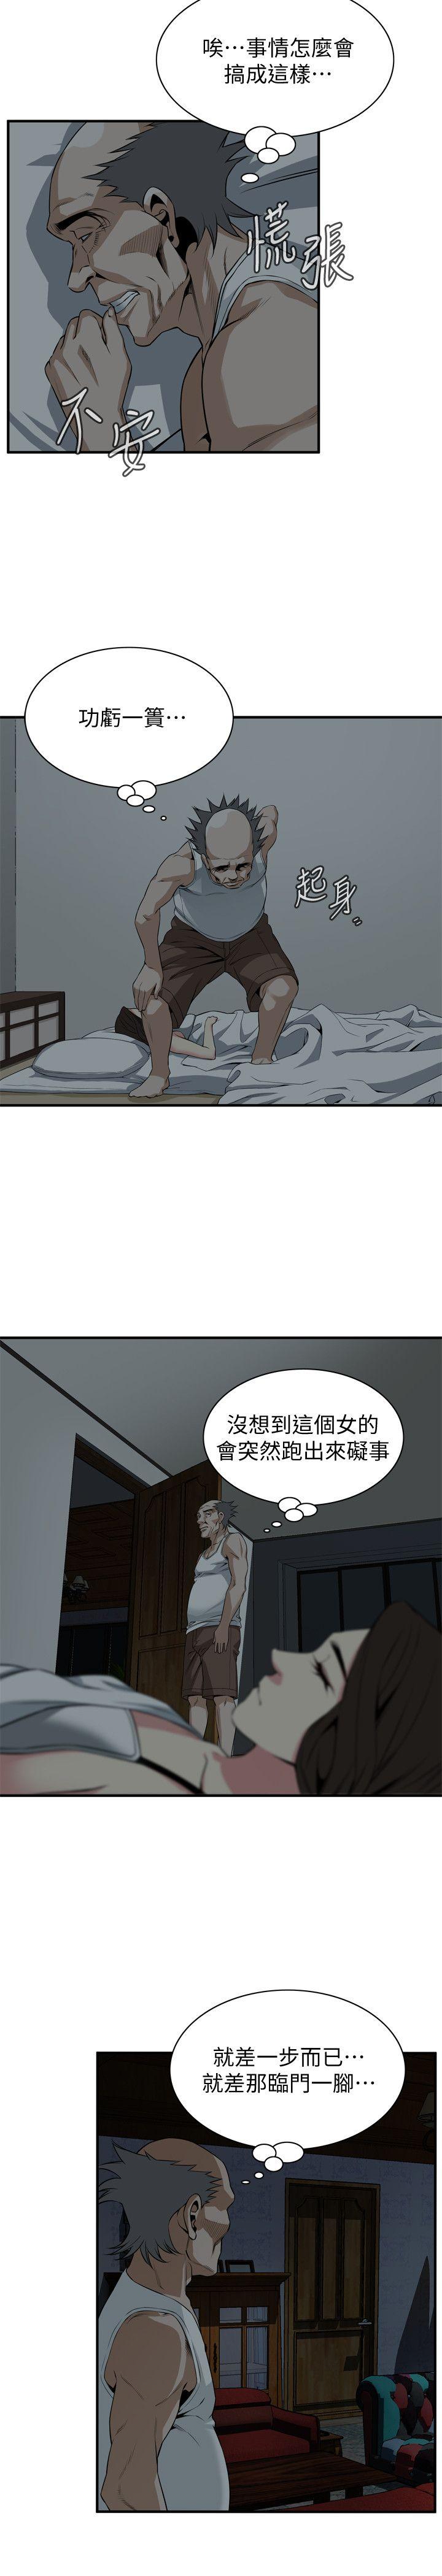 唉⋯事情怎麼會
搞成這樣⋯
慌張
不安
功虧一簣⋯
起身
沒想到這個女的
會突然跑出來礙事
就差一步而已⋯
就差那臨門一腳⋯